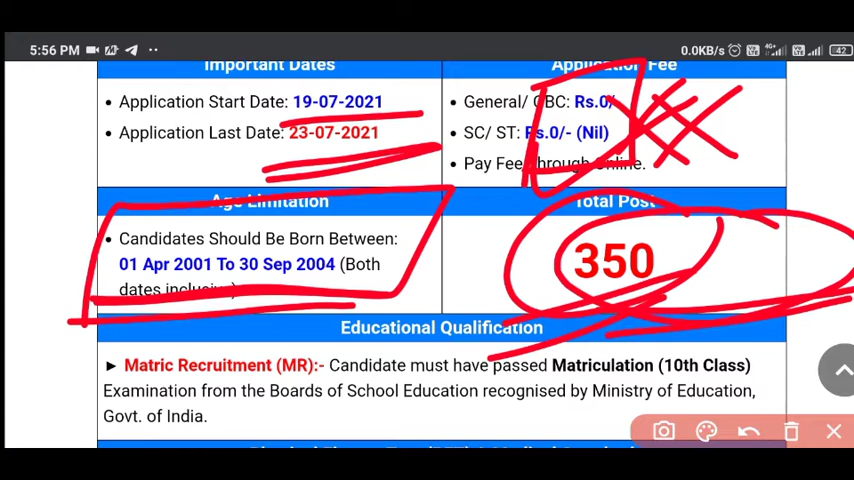 5:56 PM
0.0KB/s 4G+ 42
Important Dates
Application Fee
Application Start Date: 19-07-2021
Application Last Date: 23-07-2021
General/ OBC: Rs.0/-
SC/ ST: Rs.0/- (Nil)
Pay Fee Through Online.
Age Limitation
Total Post
Candidates Should Be Born Between:
01 Apr 2001 To 30 Sep 2004 (Both
dates inclusive)
350
Educational Qualification
► Matric Recruitment (MR):- Candidate must have passed Matriculation (10th Class)
Examination from the Boards of School Education recognised by Ministry of Education,
Govt. of India.